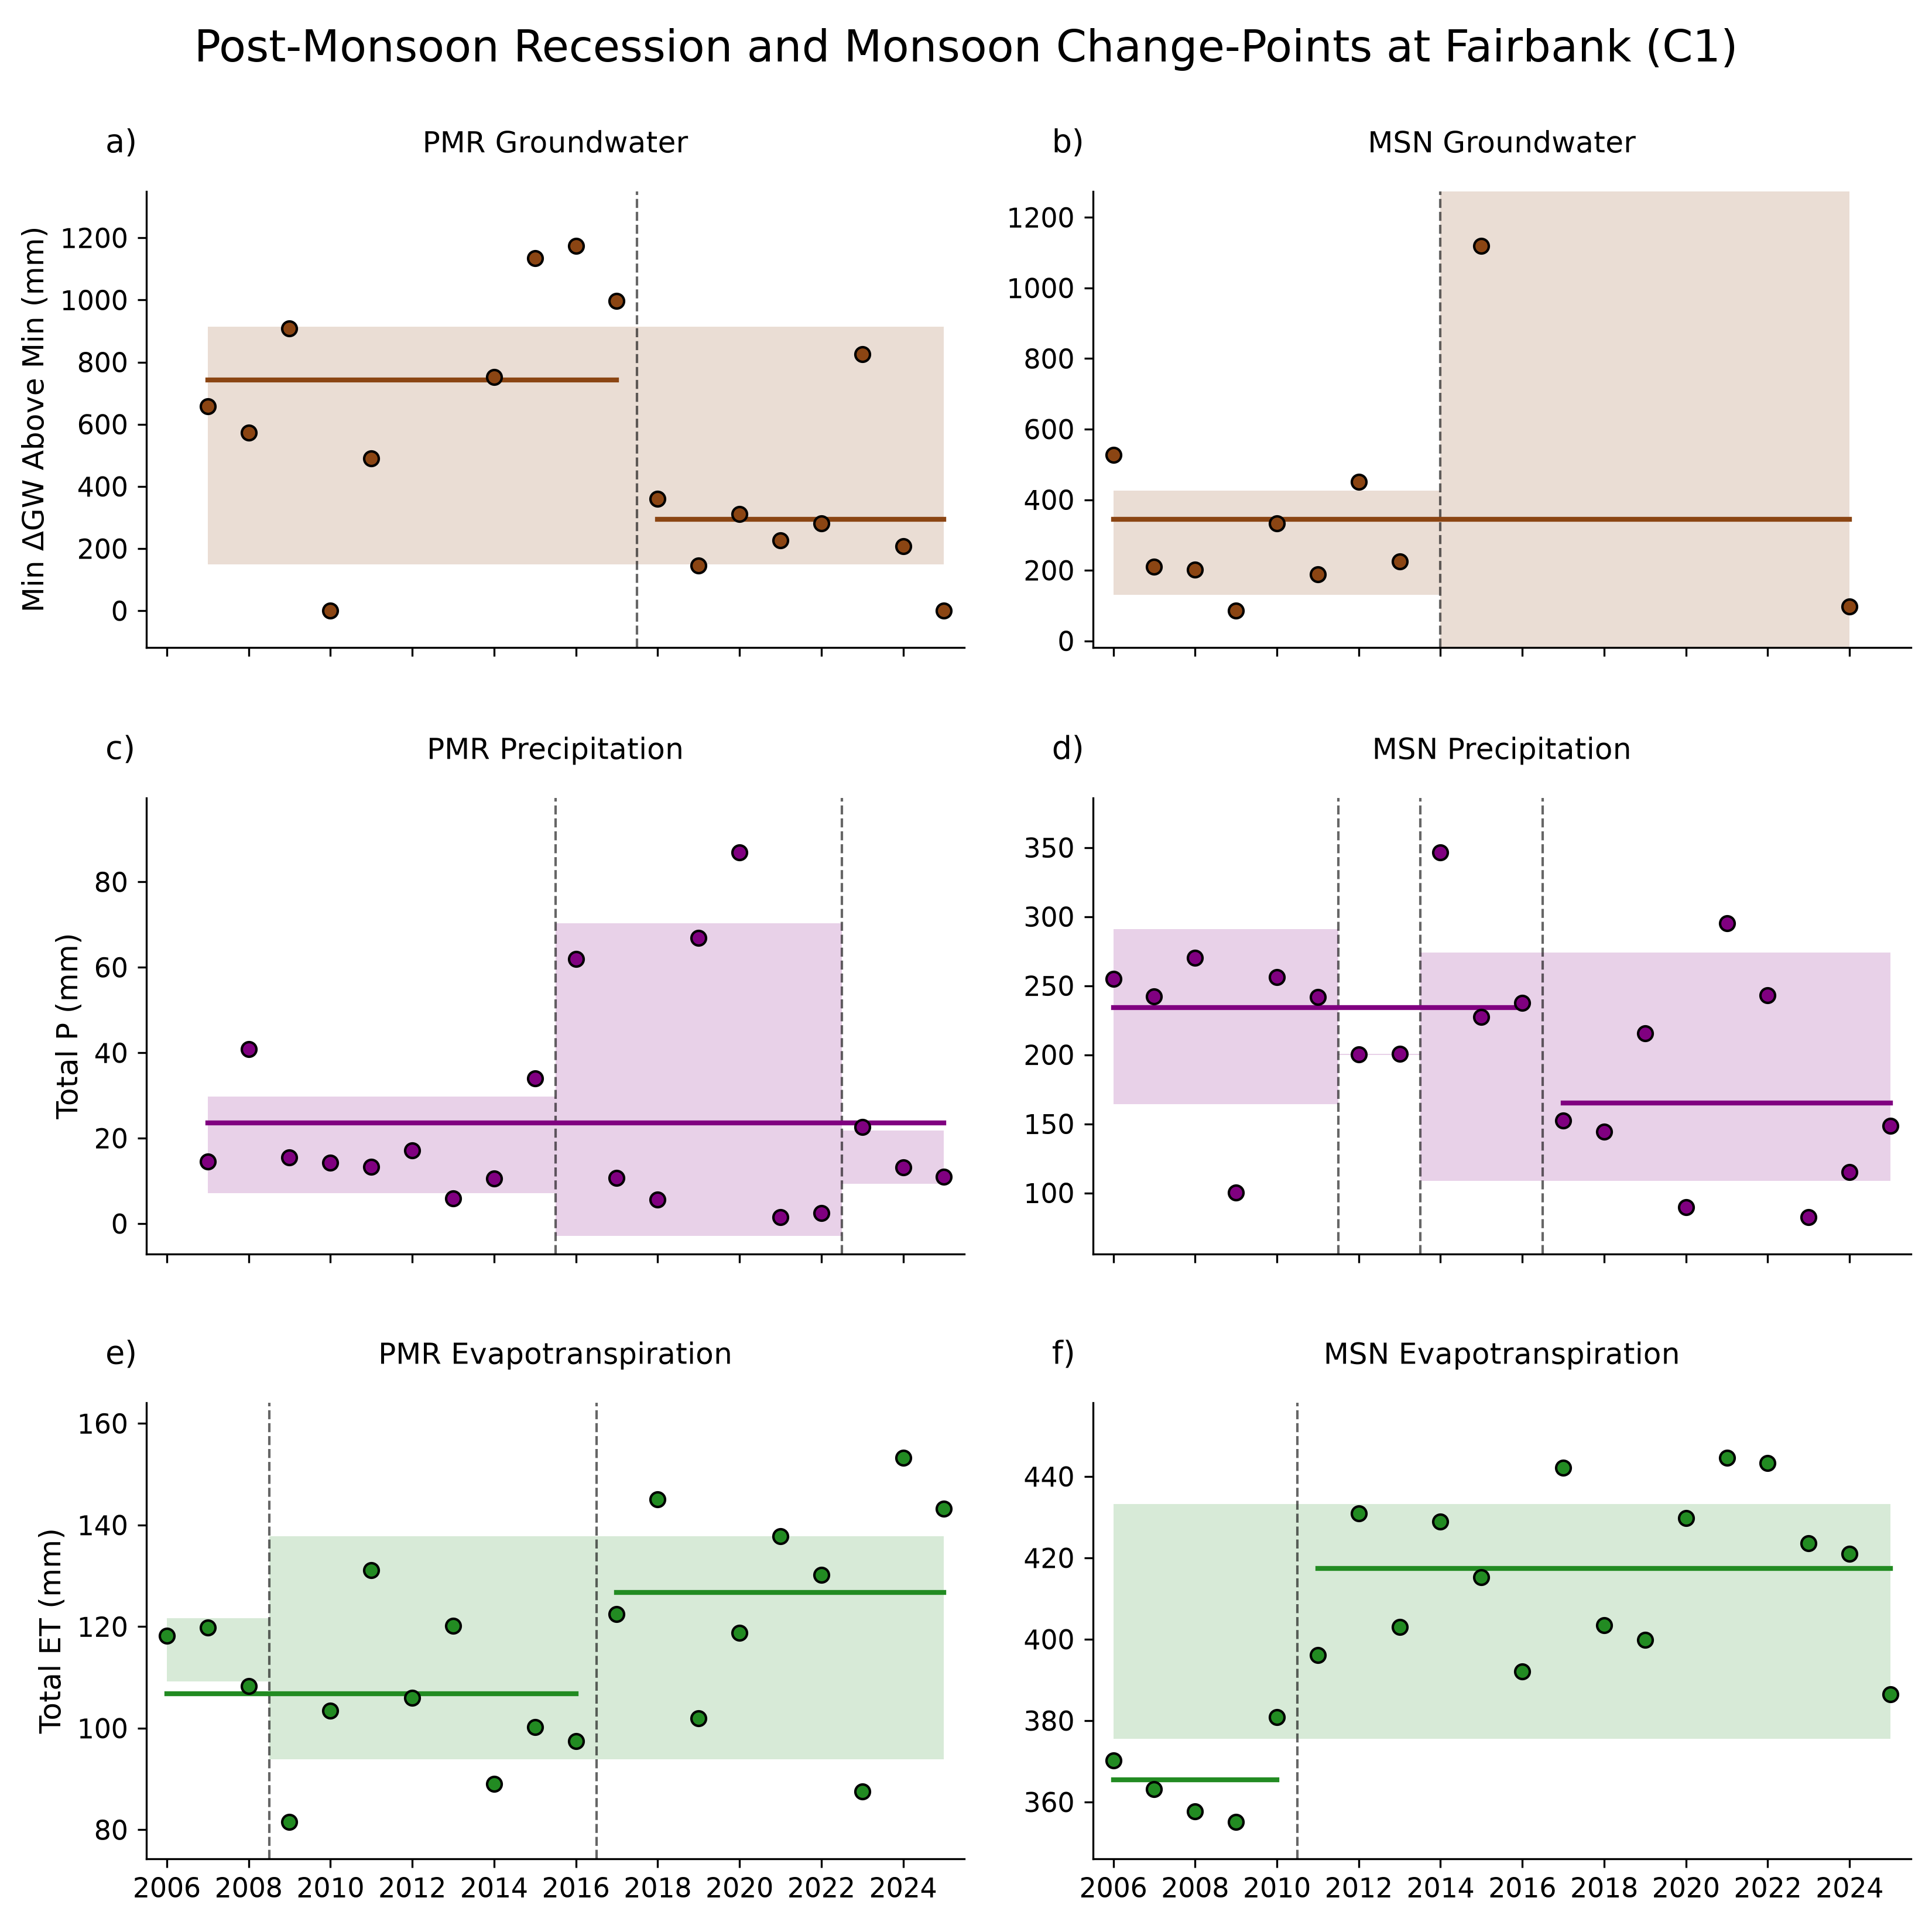 Post-Monsoon Recession and Monsoon Change-Points at Fairbank (C1)
a)
PMR Groundwater
b)
MSN Groundwater
Min ΔGW Above Min (mm)
1200
1000
800
600
400
200
0
1200
1000
800
600
400
200
0
c)
PMR Precipitation
d)
MSN Precipitation
Total P (mm)
80
60
40
20
0
350
300
250
200
150
100
e)
PMR Evapotranspiration
f)
MSN Evapotranspiration
Total ET (mm)
160
140
120
100
80
440
420
400
380
360
2006 2008 2010 2012 2014 2016 2018 2020 2022 2024
2006 2008 2010 2012 2014 2016 2018 2020 2022 2024